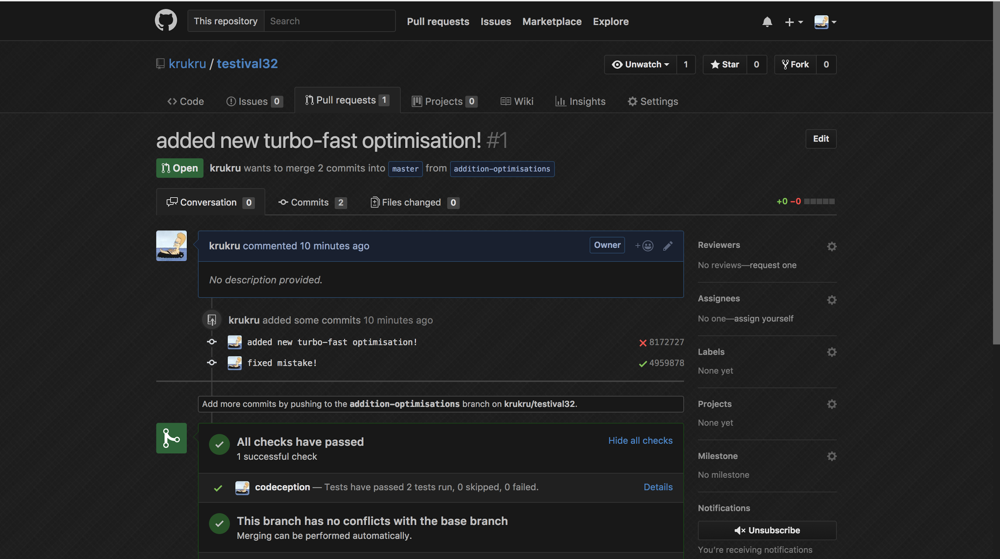 This repository Search Pull requests Issues Marketplace Explore
krukru / testival32 Unwatch 1 Star 0 Fork 0
Code Issues 0 Pull requests 1 Projects 0 Wiki Insights Settings
added new turbo-fast optimisation! #1 Edit
Open krukru wants to merge 2 commits into master from addition-optimisations
Conversation 0 Commits 2 Files changed 0 +0 −0
krukru commented 10 minutes ago Owner
No description provided.
krukru added some commits 10 minutes ago
added new turbo-fast optimisation! 8172727
fixed mistake! 4959878
Add more commits by pushing to the addition-optimisations branch on krukru/testival32.
All checks have passed Hide all checks
1 successful check
codeception — Tests have passed 2 tests run, 0 skipped, 0 failed. Details
This branch has no conflicts with the base branch
Merging can be performed automatically.
Reviewers
No reviews—request one
Assignees
No one—assign yourself
Labels
None yet
Projects
None yet
Milestone
No milestone
Notifications
Unsubscribe
You're receiving notifications